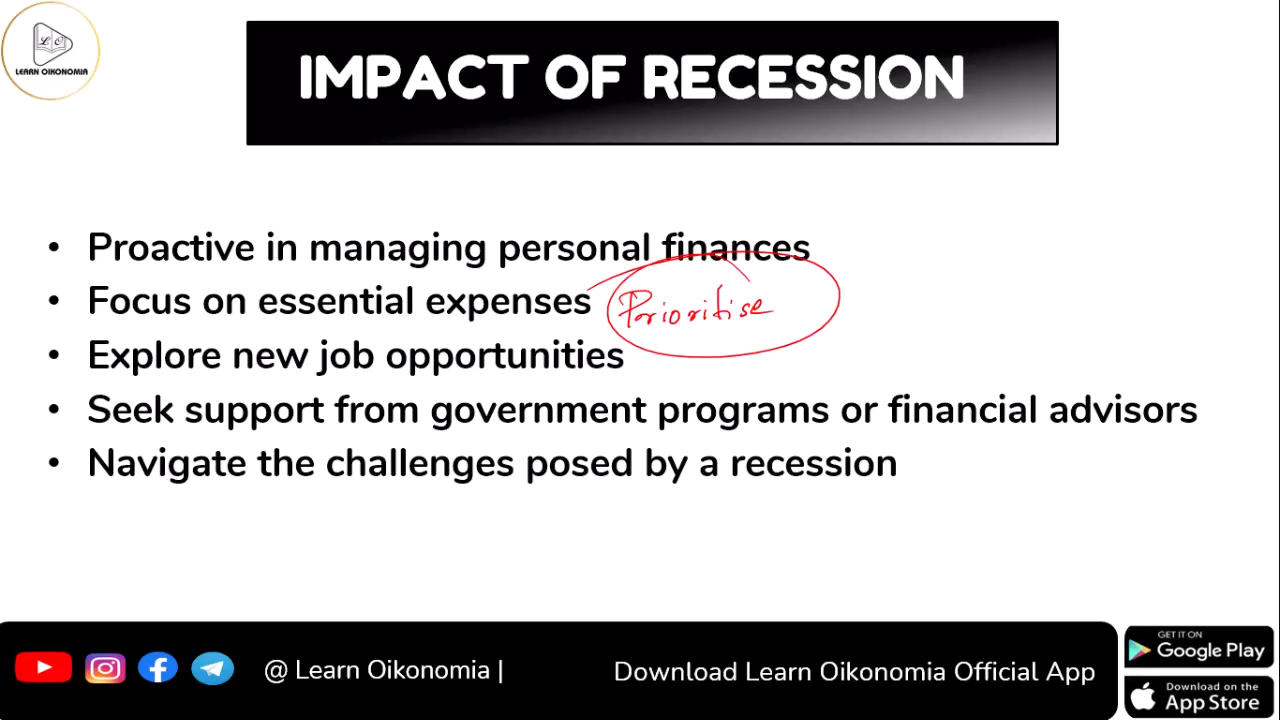 LO
LEARN OIKONOMIA
IMPACT OF RECESSION
• Proactive in managing personal finances
• Focus on essential expenses Prioritise
• Explore new job opportunities
• Seek support from government programs or financial advisors
• Navigate the challenges posed by a recession
@ Learn Oikonomia | Download Learn Oikonomia Official App
GET IT ON
Google Play
Download on the
App Store